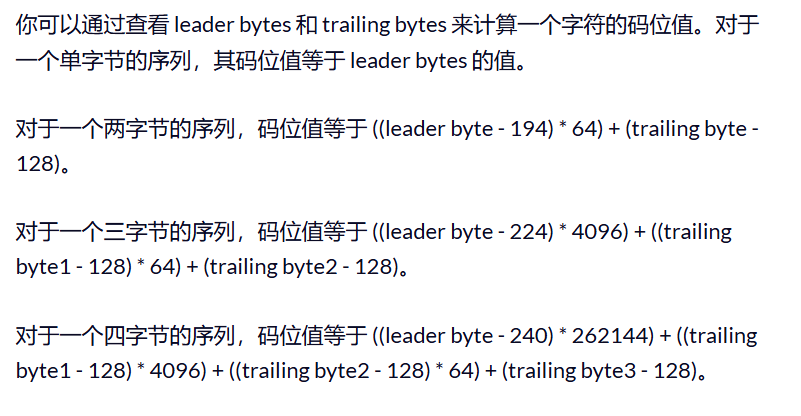 你可以通过查看 leader bytes 和 trailing bytes 来计算一个字符的码位值。对于
一个单字节的序列，其码位值等于 leader bytes 的值。
对于一个两字节的序列，码位值等于 ((leader byte - 194) * 64) + (trailing byte -
128)。
对于一个三字节的序列，码位值等于 ((leader byte - 224) * 4096) + ((trailing
byte1 - 128) * 64) + (trailing byte2 - 128)。
对于一个四字节的序列，码位值等于 ((leader byte - 240) * 262144) + ((trailing
byte1 - 128) * 4096) + ((trailing byte2 - 128) * 64) + (trailing byte3 - 128)。